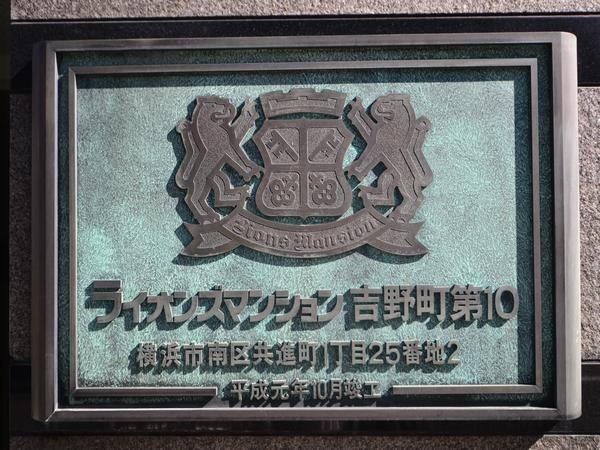 Lions Mansion
ライオンズマンション 吉野町第10
横浜市南区共進町1丁目25番地2
平成元年10月竣工